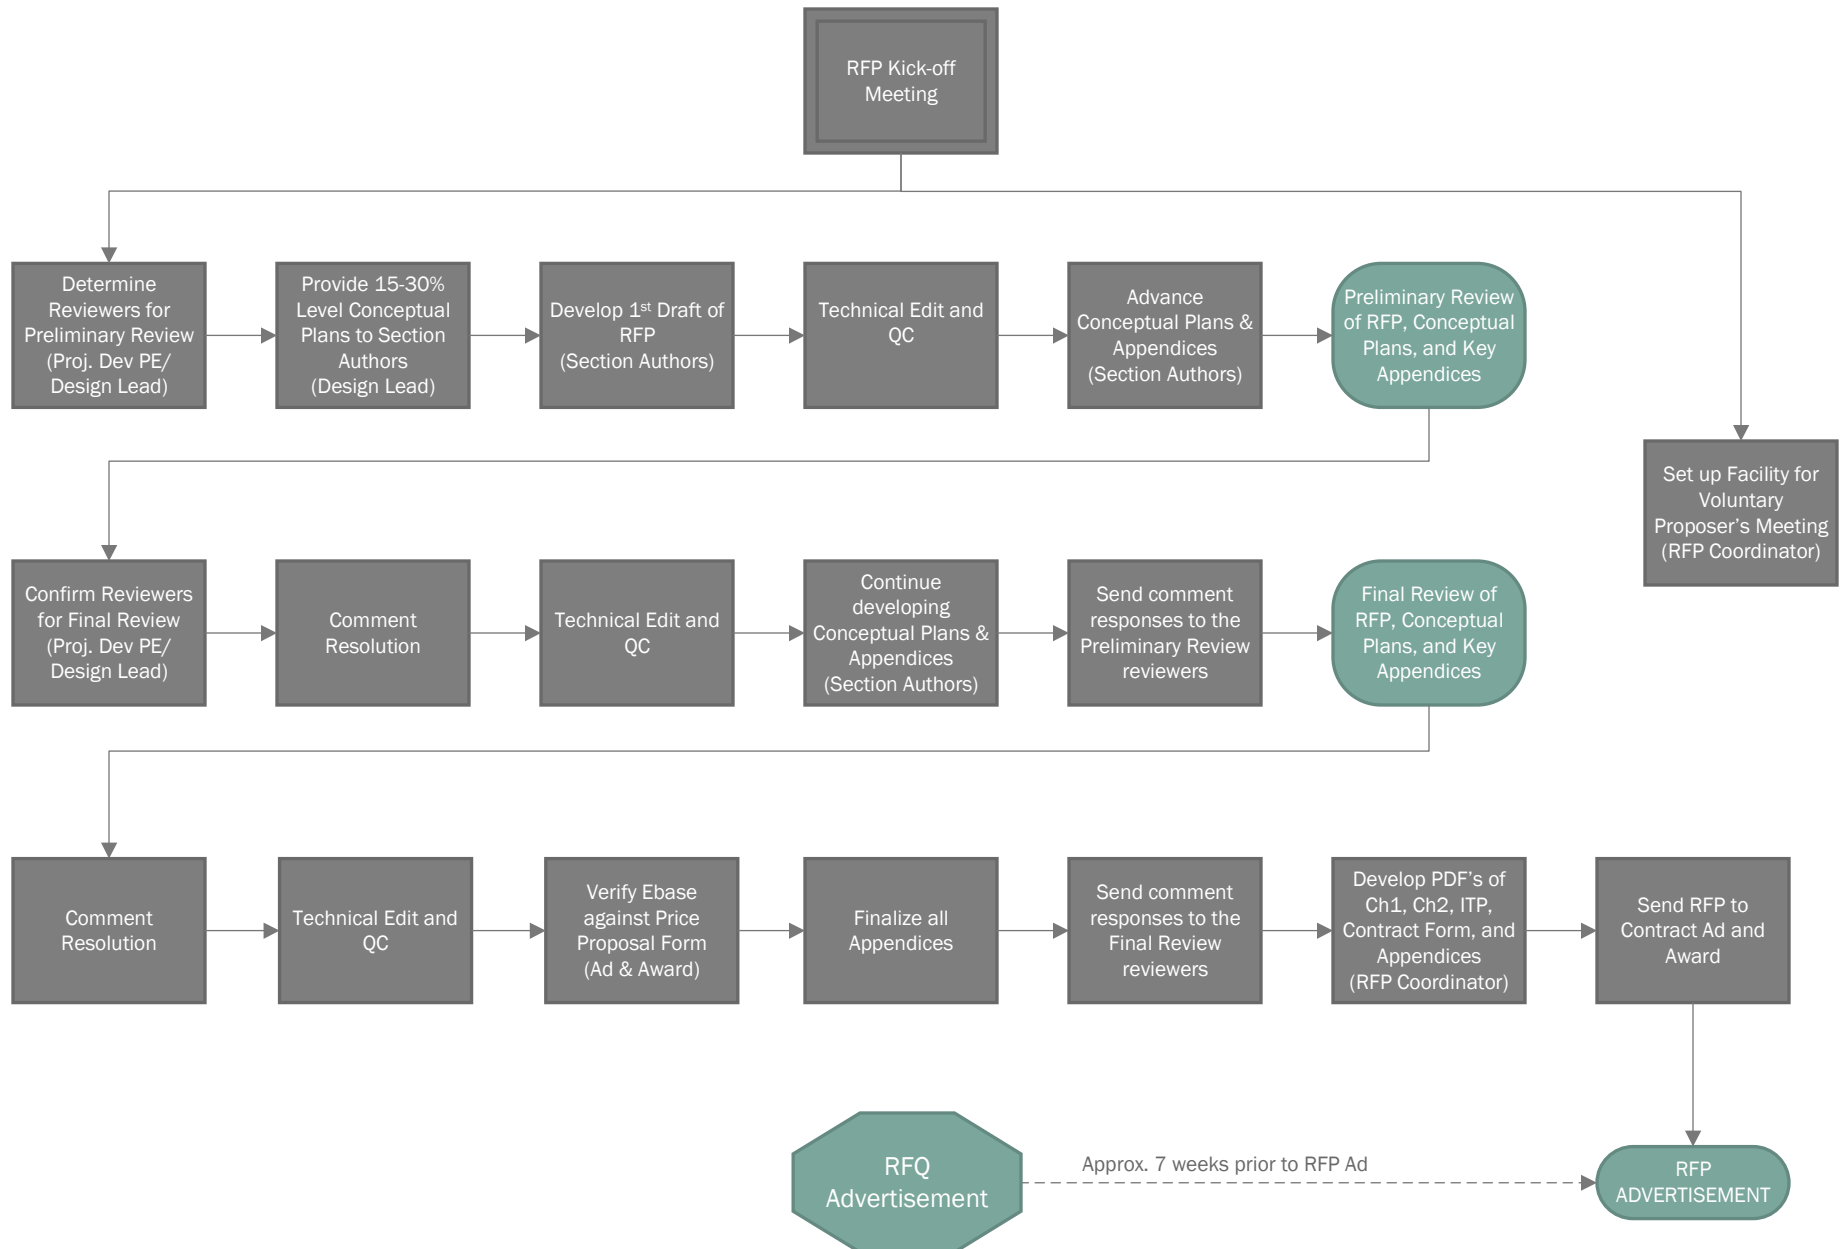 RFP Kick-off
Meeting
Determine
Reviewers for
Preliminary Review
(Proj. Dev PE/
Design Lead)
Provide 15-30%
Level Conceptual
Plans to Section
Authors
(Design Lead)
Develop 1st Draft of
RFP
(Section Authors)
Technical Edit and
QC
Advance
Conceptual Plans &
Appendices
(Section Authors)
Preliminary Review
of RFP, Conceptual
Plans, and Key
Appendices
Set up Facility for
Voluntary
Proposer’s Meeting
(RFP Coordinator)
Confirm Reviewers
for Final Review
(Proj. Dev PE/
Design Lead)
Comment
Resolution
Technical Edit and
QC
Continue
developing
Conceptual Plans &
Appendices
(Section Authors)
Send comment
responses to the
Preliminary Review
reviewers
Final Review of
RFP, Conceptual
Plans, and Key
Appendices
Comment
Resolution
Technical Edit and
QC
Verify Ebase
against Price
Proposal Form
(Ad & Award)
Finalize all
Appendices
Send comment
responses to the
Final Review
reviewers
Develop PDF’s of
Ch1, Ch2, ITP,
Contract Form, and
Appendices
(RFP Coordinator)
Send RFP to
Contract Ad and
Award
RFQ
Advertisement
Approx. 7 weeks prior to RFP Ad
RFP
ADVERTISEMENT